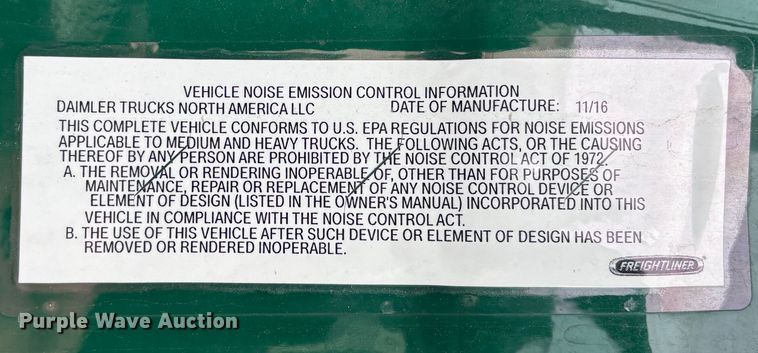 VEHICLE NOISE EMISSION CONTROL INFORMATION
DAIMLER TRUCKS NORTH AMERICA LLC DATE OF MANUFACTURE: 11/16
THIS COMPLETE VEHICLE CONFORMS TO U.S. EPA REGULATIONS FOR NOISE EMISSIONS
APPLICABLE TO MEDIUM AND HEAVY TRUCKS. THE FOLLOWING ACTS, OR THE CAUSING
THEREOF BY ANY PERSON ARE PROHIBITED BY THE NOISE CONTROL ACT OF 1972.
A. THE REMOVAL OR RENDERING INOPERABLE OF, OTHER THAN FOR PURPOSES OF
MAINTENANCE, REPAIR OR REPLACEMENT OF ANY NOISE CONTROL DEVICE OR
ELEMENT OF DESIGN (LISTED IN THE OWNER'S MANUAL) INCORPORATED INTO THIS
VEHICLE IN COMPLIANCE WITH THE NOISE CONTROL ACT.
B. THE USE OF THIS VEHICLE AFTER SUCH DEVICE OR ELEMENT OF DESIGN HAS BEEN
REMOVED OR RENDERED INOPERABLE.
FREIGHTLINER
Purple Wave Auction